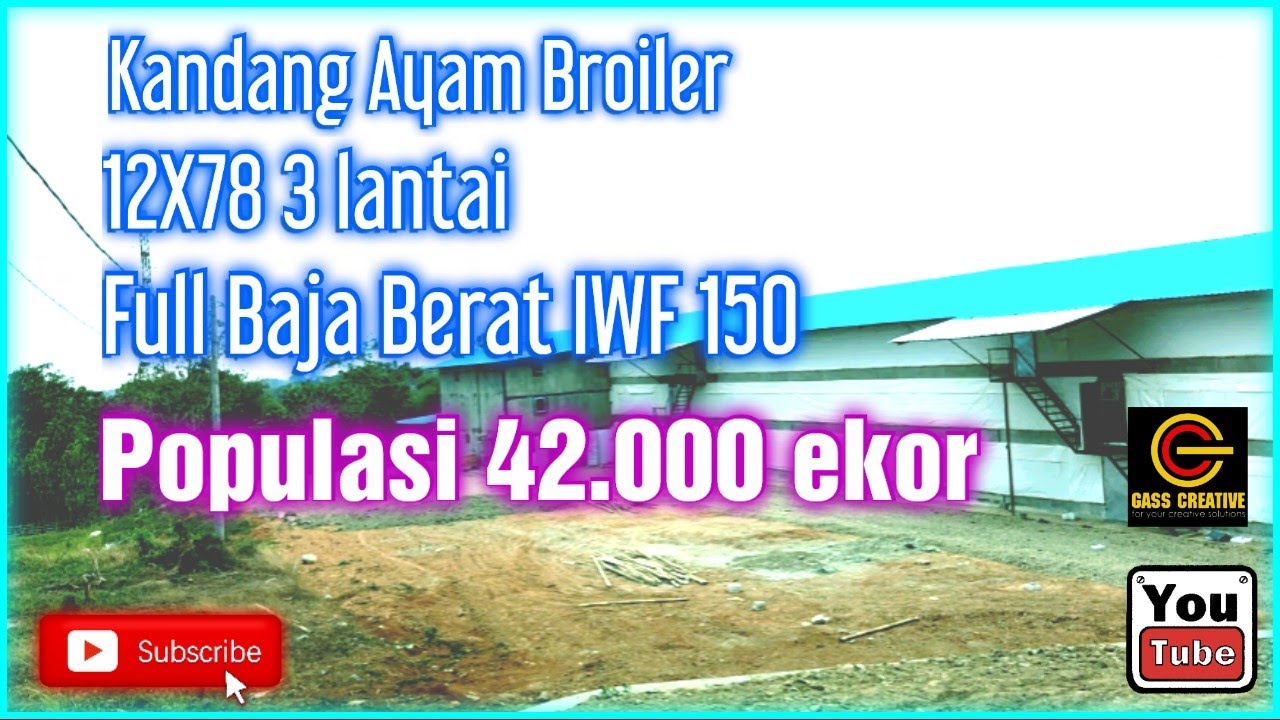 Kandang Ayam Broiler
12X78 3 lantai
Full Baja Berat IWF 150
Populasi 42.000 ekor
GASS CREATIVE
for your creative solutions
Subscribe
You
Tube